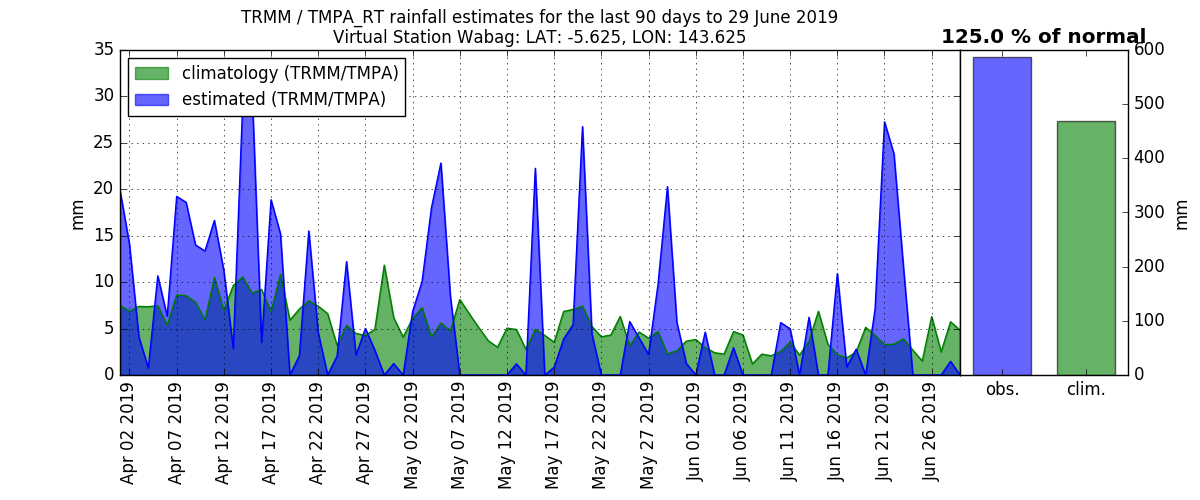 TRMM / TMPA_RT rainfall estimates for the last 90 days to 29 June 2019
Virtual Station Wabag: LAT: -5.625, LON: 143.625
125.0 % of normal
climatology (TRMM/TMPA)
estimated (TRMM/TMPA)
35
30
25
20
15
10
5
0
mm
Apr 02 2019
Apr 07 2019
Apr 12 2019
Apr 17 2019
Apr 22 2019
Apr 27 2019
May 02 2019
May 07 2019
May 12 2019
May 17 2019
May 22 2019
May 27 2019
Jun 01 2019
Jun 06 2019
Jun 11 2019
Jun 16 2019
Jun 21 2019
Jun 26 2019
obs.
clim.
600
500
400
300
200
100
0
mm